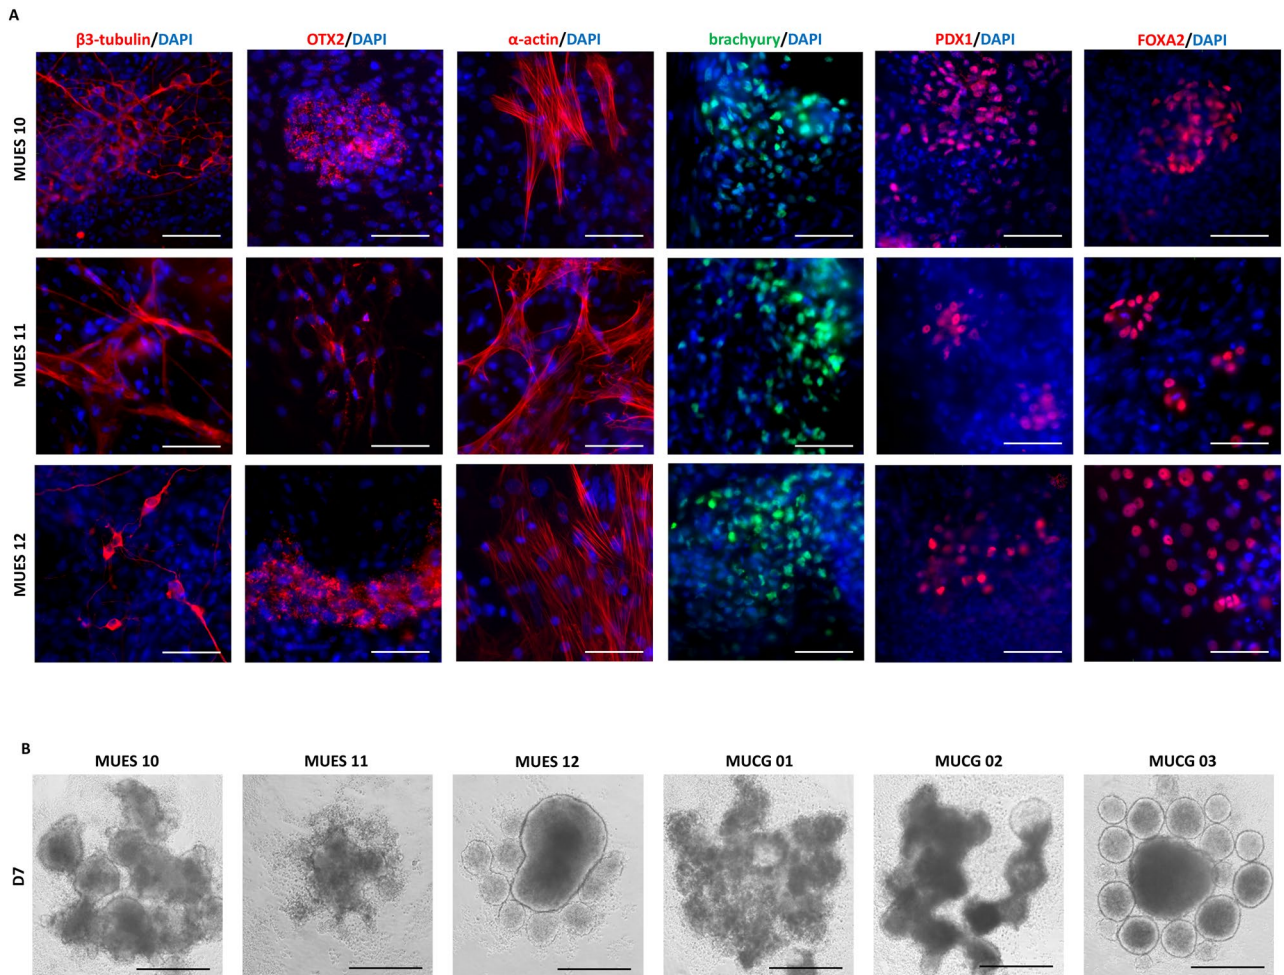 A
β3-tubulin/DAPI OTX2/DAPI α-actin/DAPI brachyury/DAPI PDX1/DAPI FOXA2/DAPI
MUES 10
MUES 11
MUES 12
B
MUES 10 MUES 11 MUES 12 MUCG 01 MUCG 02 MUCG 03
D7